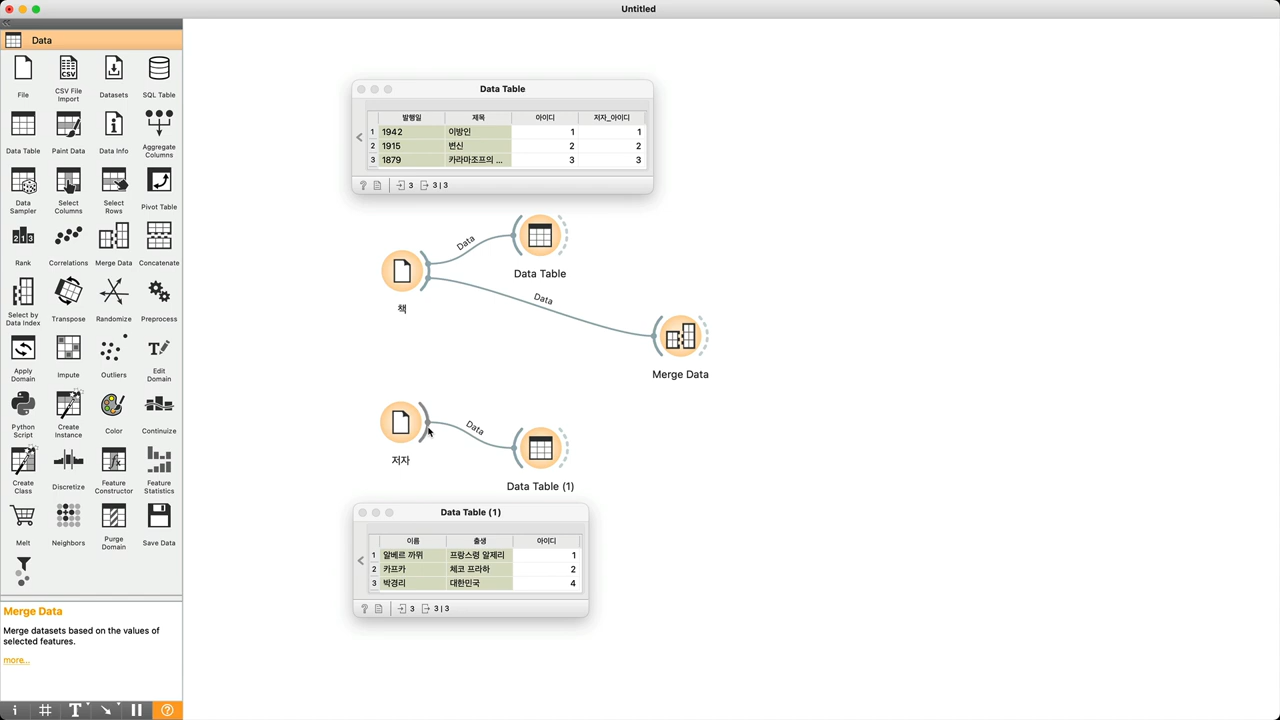 Untitled
Data
File
CSV File Import
Datasets
SQL Table
Data Table
Paint Data
Data Info
Aggregate Columns
Data Sampler
Select Columns
Select Rows
Pivot Table
Rank
Correlations
Merge Data
Concatenate
Select by Data Index
Transpose
Randomize
Preprocess
Apply Domain
Impute
Outliers
Edit Domain
Python Script
Create Instance
Color
Continuize
Create Class
Discretize
Feature Constructor
Feature Statistics
Melt
Neighbors
Purge Domain
Save Data
Merge Data
Merge datasets based on the values of
selected features.
more...
Data Table
발행일 제목 아이디 저자_아이디
1 1942 이방인 1 1
2 1915 변신 2 2
3 1879 카라마조프의 ... 3 3
? 3 3|3
Data
Data Table
책
Data
Merge Data
저자
Data
Data Table (1)
Data Table (1)
이름 출생 아이디
1 알베르 까뮈 프랑스령 알제리 1
2 카프카 체코 프라하 2
3 박경리 대한민국 4
? 3 3|3